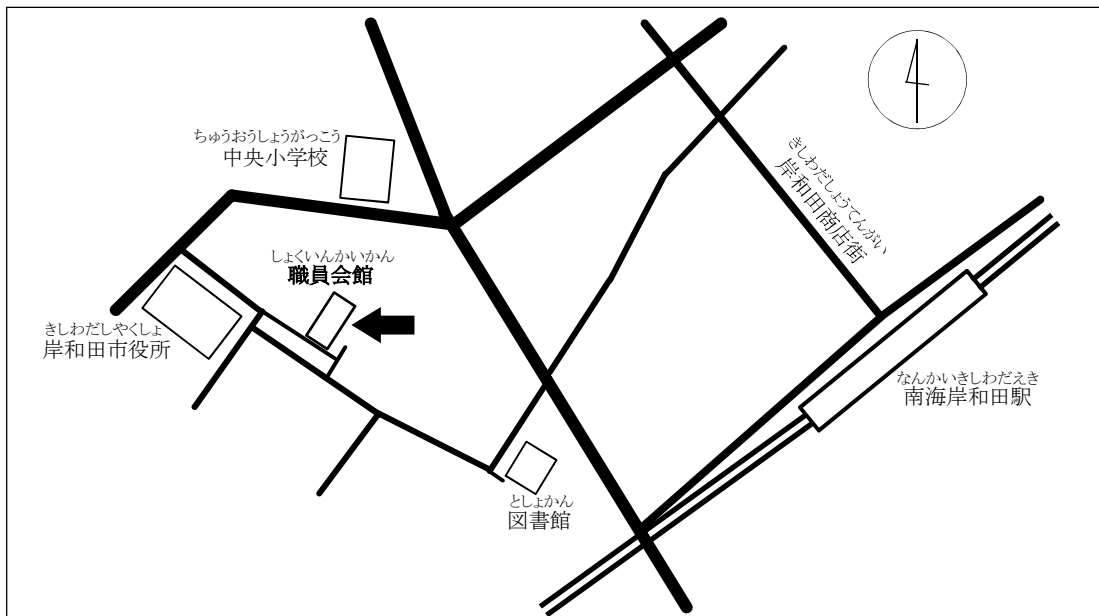 ちゅうおうしょうがっこう
中央小学校
きしわだしょうてんがい
岸和田商店街
しょくいんかいかん
職員会館
きしわだしやくしょ
岸和田市役所
なんかいきしわだえき
南海岸和田駅
としょかん
図書館